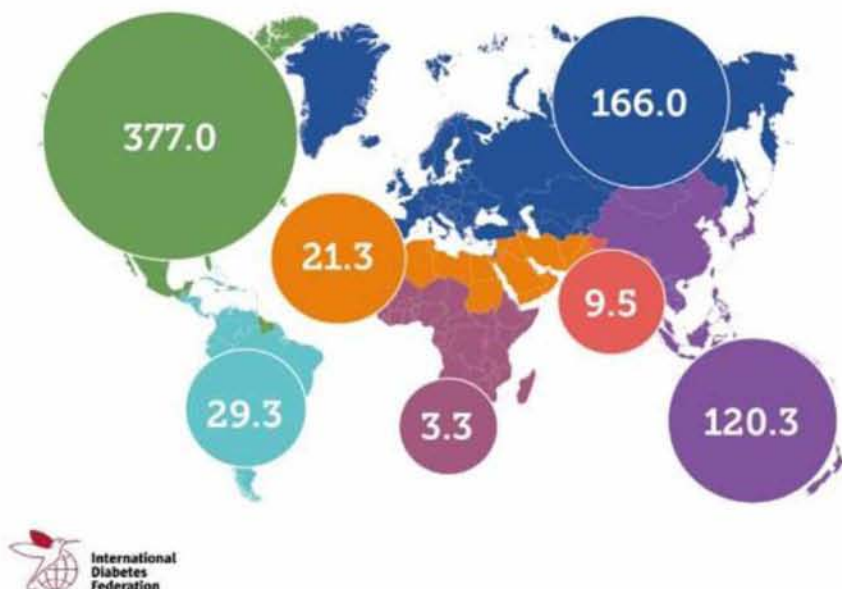 377.0
166.0
21.3
9.5
29.3
3.3
120.3
International
Diabetes
Federation